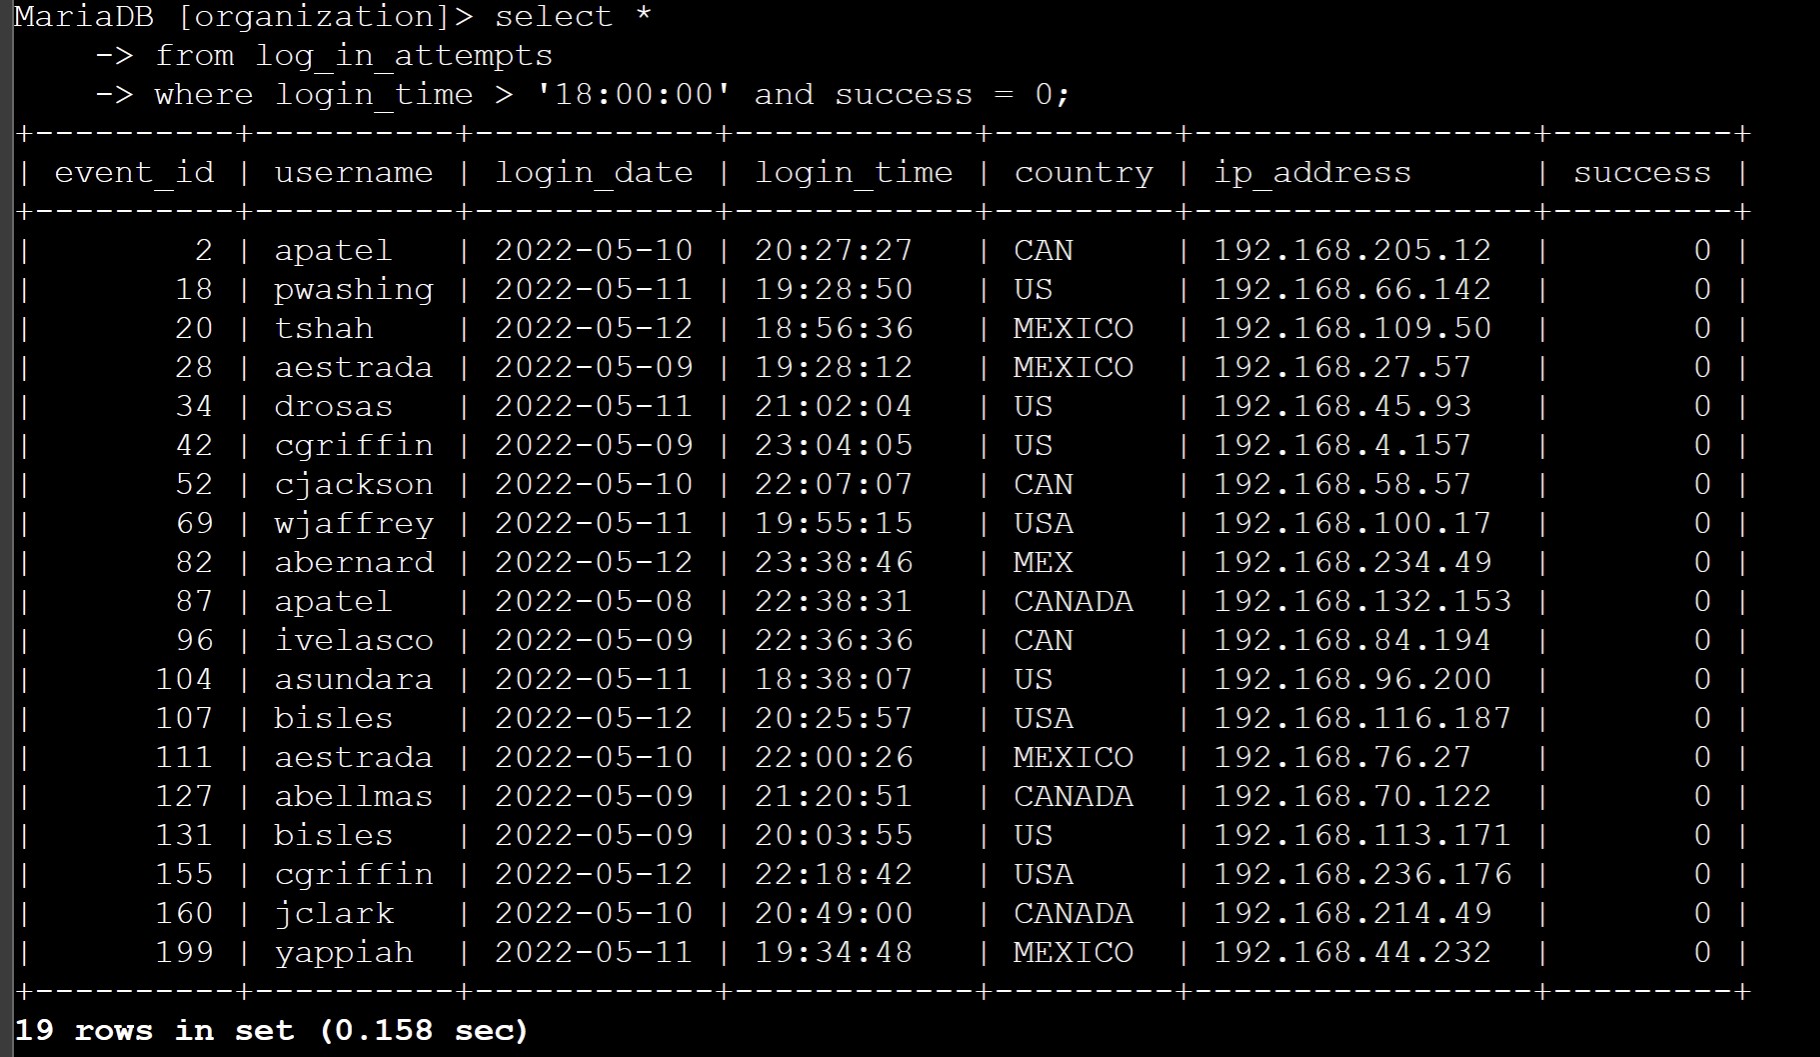 MariaDB [organization]> select *
    -> from log_in_attempts
    -> where login_time > '18:00:00' and success = 0;
+----------+----------+------------+------------+---------+-----------------+---------+
| event_id | username | login_date | login_time | country | ip_address      | success |
+----------+----------+------------+------------+---------+-----------------+---------+
|        2 | apatel   | 2022-05-10 | 20:27:27   | CAN     | 192.168.205.12  |       0 |
|       18 | pwashing | 2022-05-11 | 19:28:50   | US      | 192.168.66.142  |       0 |
|       20 | tshah    | 2022-05-12 | 18:56:36   | MEXICO  | 192.168.109.50  |       0 |
|       28 | aestrada | 2022-05-09 | 19:28:12   | MEXICO  | 192.168.27.57   |       0 |
|       34 | drosas   | 2022-05-11 | 21:02:04   | US      | 192.168.45.93   |       0 |
|       42 | cgriffin | 2022-05-09 | 23:04:05   | US      | 192.168.4.157   |       0 |
|       52 | cjackson | 2022-05-10 | 22:07:07   | CAN     | 192.168.58.57   |       0 |
|       69 | wjaffrey | 2022-05-11 | 19:55:15   | USA     | 192.168.100.17  |       0 |
|       82 | abernard | 2022-05-12 | 23:38:46   | MEX     | 192.168.234.49  |       0 |
|       87 | apatel   | 2022-05-08 | 22:38:31   | CANADA  | 192.168.132.153 |       0 |
|       96 | ivelasco | 2022-05-09 | 22:36:36   | CAN     | 192.168.84.194  |       0 |
|      104 | asundara | 2022-05-11 | 18:38:07   | US      | 192.168.96.200  |       0 |
|      107 | bisles   | 2022-05-12 | 20:25:57   | USA     | 192.168.116.187 |       0 |
|      111 | aestrada | 2022-05-10 | 22:00:26   | MEXICO  | 192.168.76.27   |       0 |
|      127 | abellmas | 2022-05-09 | 21:20:51   | CANADA  | 192.168.70.122  |       0 |
|      131 | bisles   | 2022-05-09 | 20:03:55   | US      | 192.168.113.171 |       0 |
|      155 | cgriffin | 2022-05-12 | 22:18:42   | USA     | 192.168.236.176 |       0 |
|      160 | jclark   | 2022-05-10 | 20:49:00   | CANADA  | 192.168.214.49  |       0 |
|      199 | yappiah  | 2022-05-11 | 19:34:48   | MEXICO  | 192.168.44.232  |       0 |
+----------+----------+------------+------------+---------+-----------------+---------+
19 rows in set (0.158 sec)